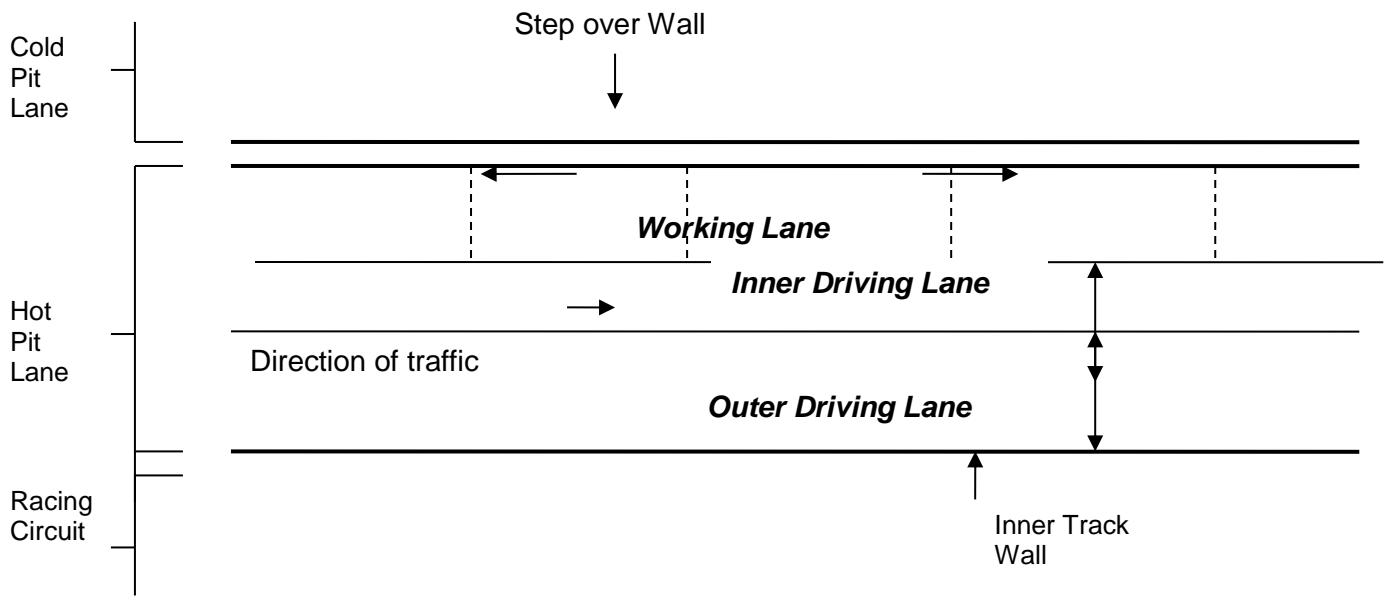 Step over Wall
Cold
Pit
Lane
Working Lane
Inner Driving Lane
Hot
Pit
Lane
Direction of traffic
Outer Driving Lane
Racing
Circuit
Inner Track
Wall